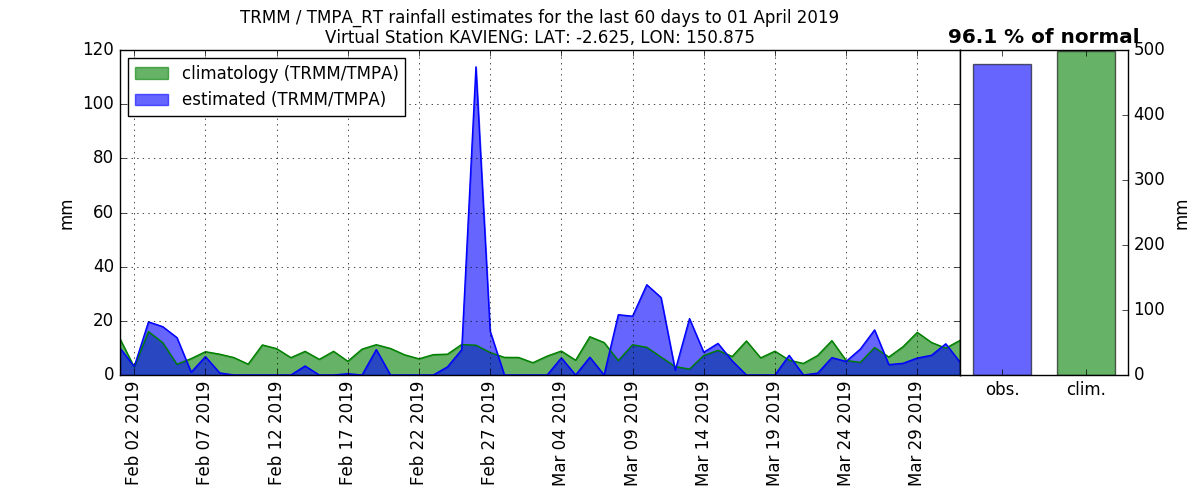 TRMM / TMPA_RT rainfall estimates for the last 60 days to 01 April 2019
Virtual Station KAVIENG: LAT: -2.625, LON: 150.875
96.1 % of normal
climatology (TRMM/TMPA)
estimated (TRMM/TMPA)
120
100
80
60
40
20
0
mm
Feb 02 2019
Feb 07 2019
Feb 12 2019
Feb 17 2019
Feb 22 2019
Feb 27 2019
Mar 04 2019
Mar 09 2019
Mar 14 2019
Mar 19 2019
Mar 24 2019
Mar 29 2019
obs.
clim.
500
400
300
200
100
0
mm